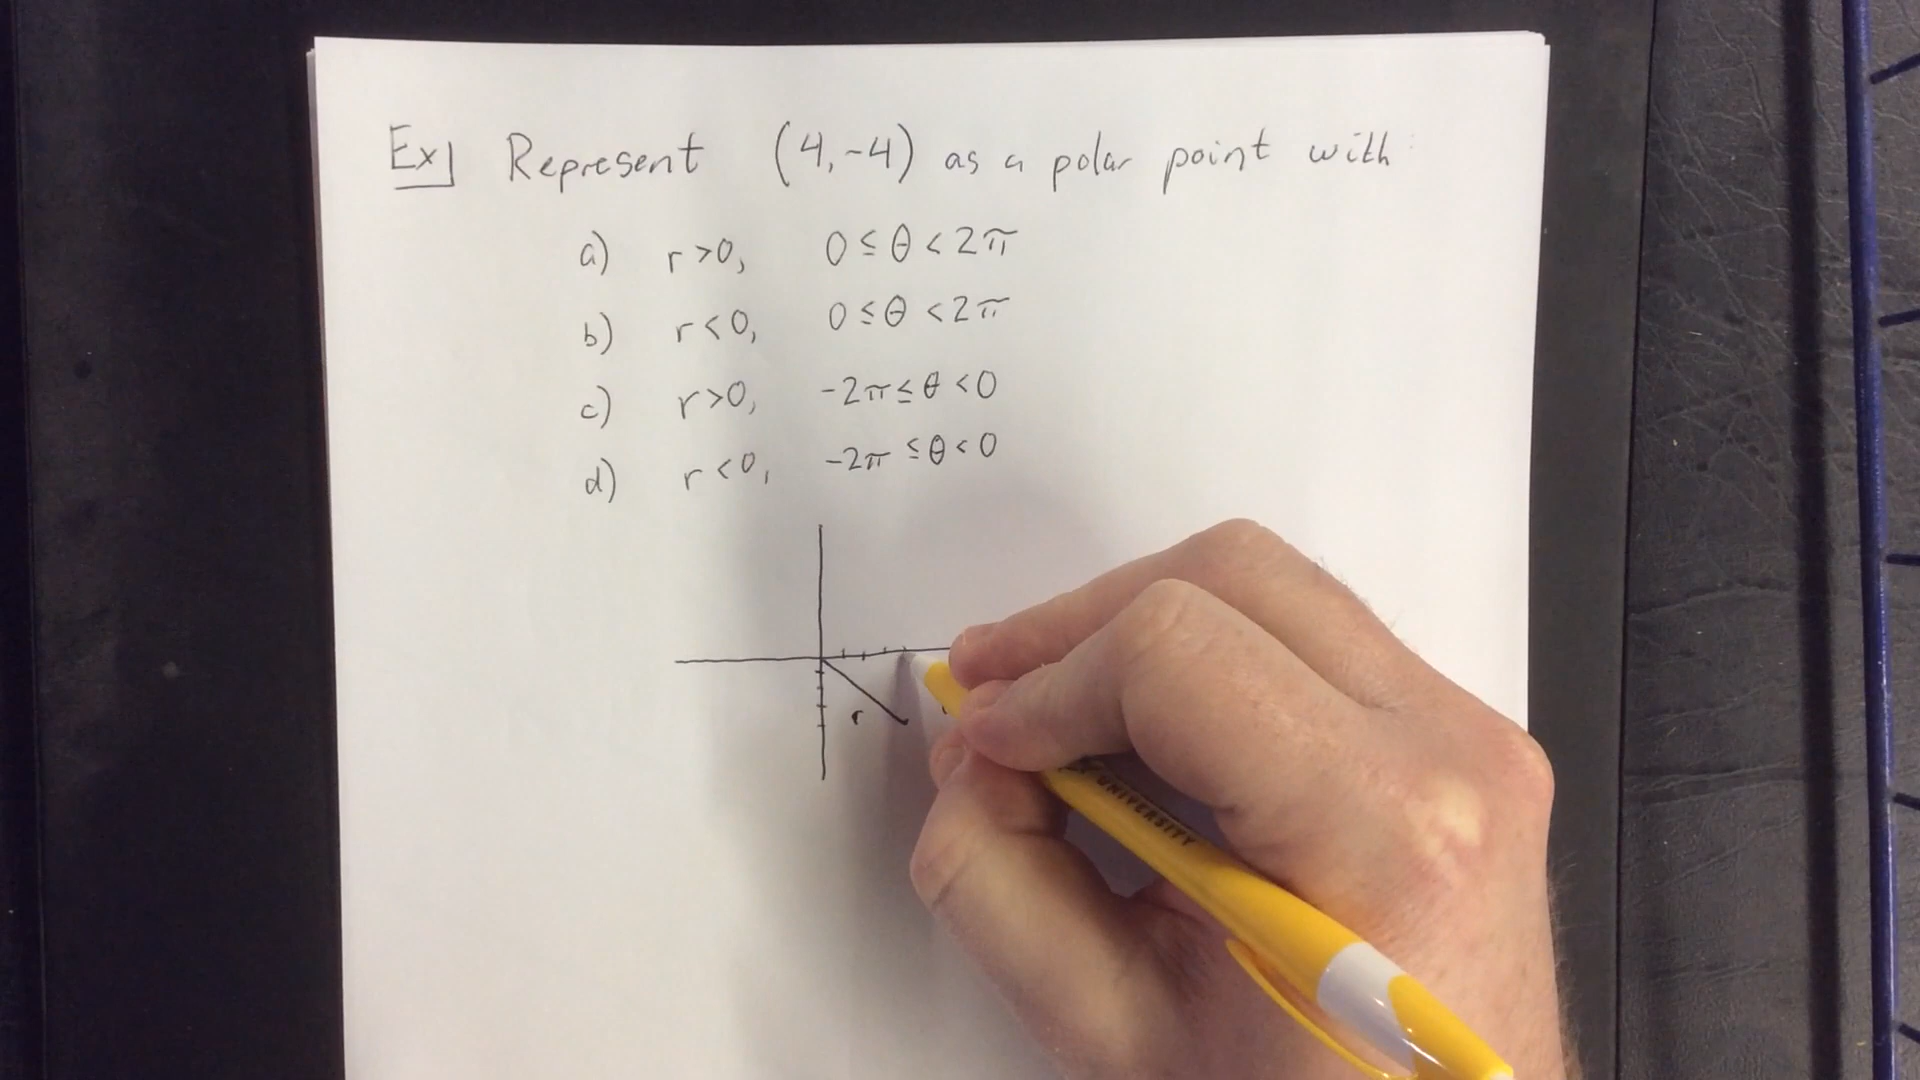 Ex] Represent (4,-4) as a polar point with
a) r>0, 0≤θ<2π
b) r<0, 0≤θ<2π
c) r>0, -2π≤θ<0
d) r<0, -2π≤θ<0
r
UNIVERSITY